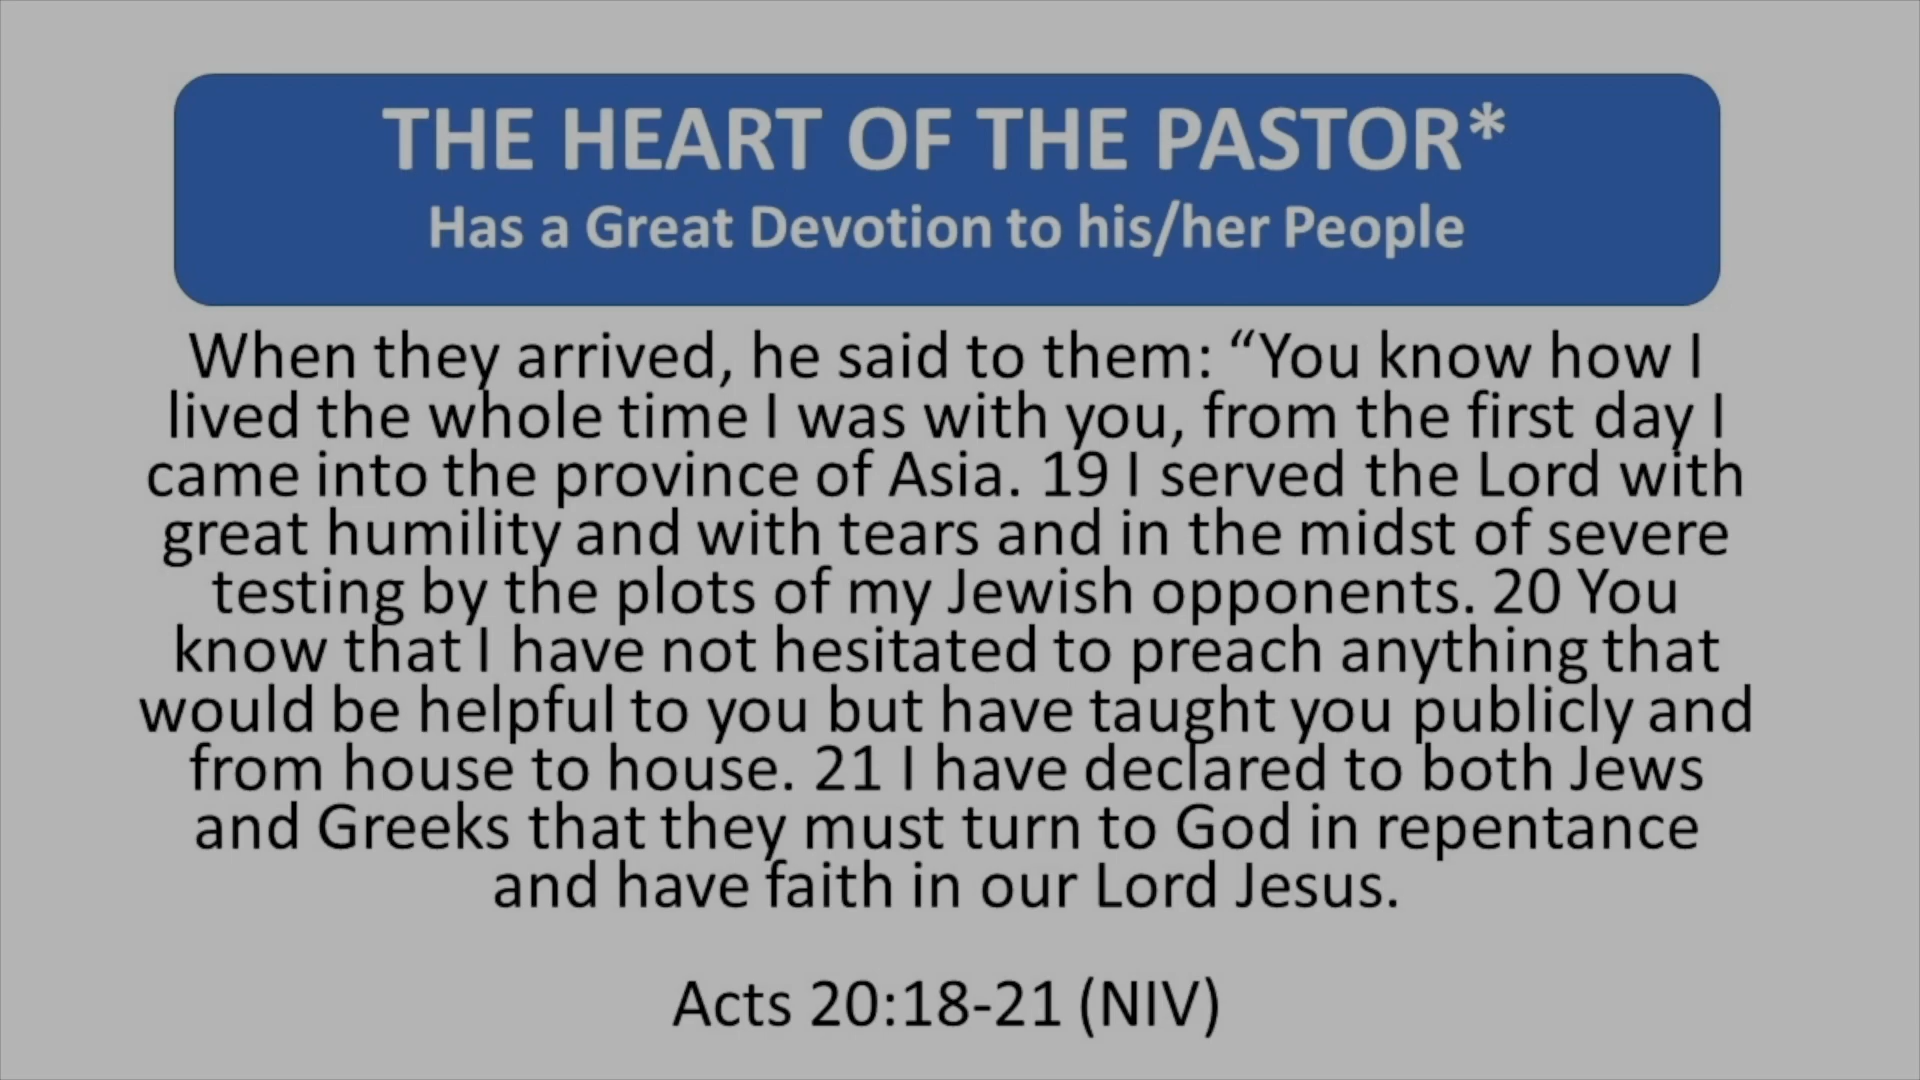 THE HEART OF THE PASTOR*
Has a Great Devotion to his/her People
When they arrived, he said to them: “You know how I
lived the whole time I was with you, from the first day I
came into the province of Asia. 19 I served the Lord with
great humility and with tears and in the midst of severe
testing by the plots of my Jewish opponents. 20 You
know that I have not hesitated to preach anything that
would be helpful to you but have taught you publicly and
from house to house. 21 I have declared to both Jews
and Greeks that they must turn to God in repentance
and have faith in our Lord Jesus.
Acts 20:18-21 (NIV)